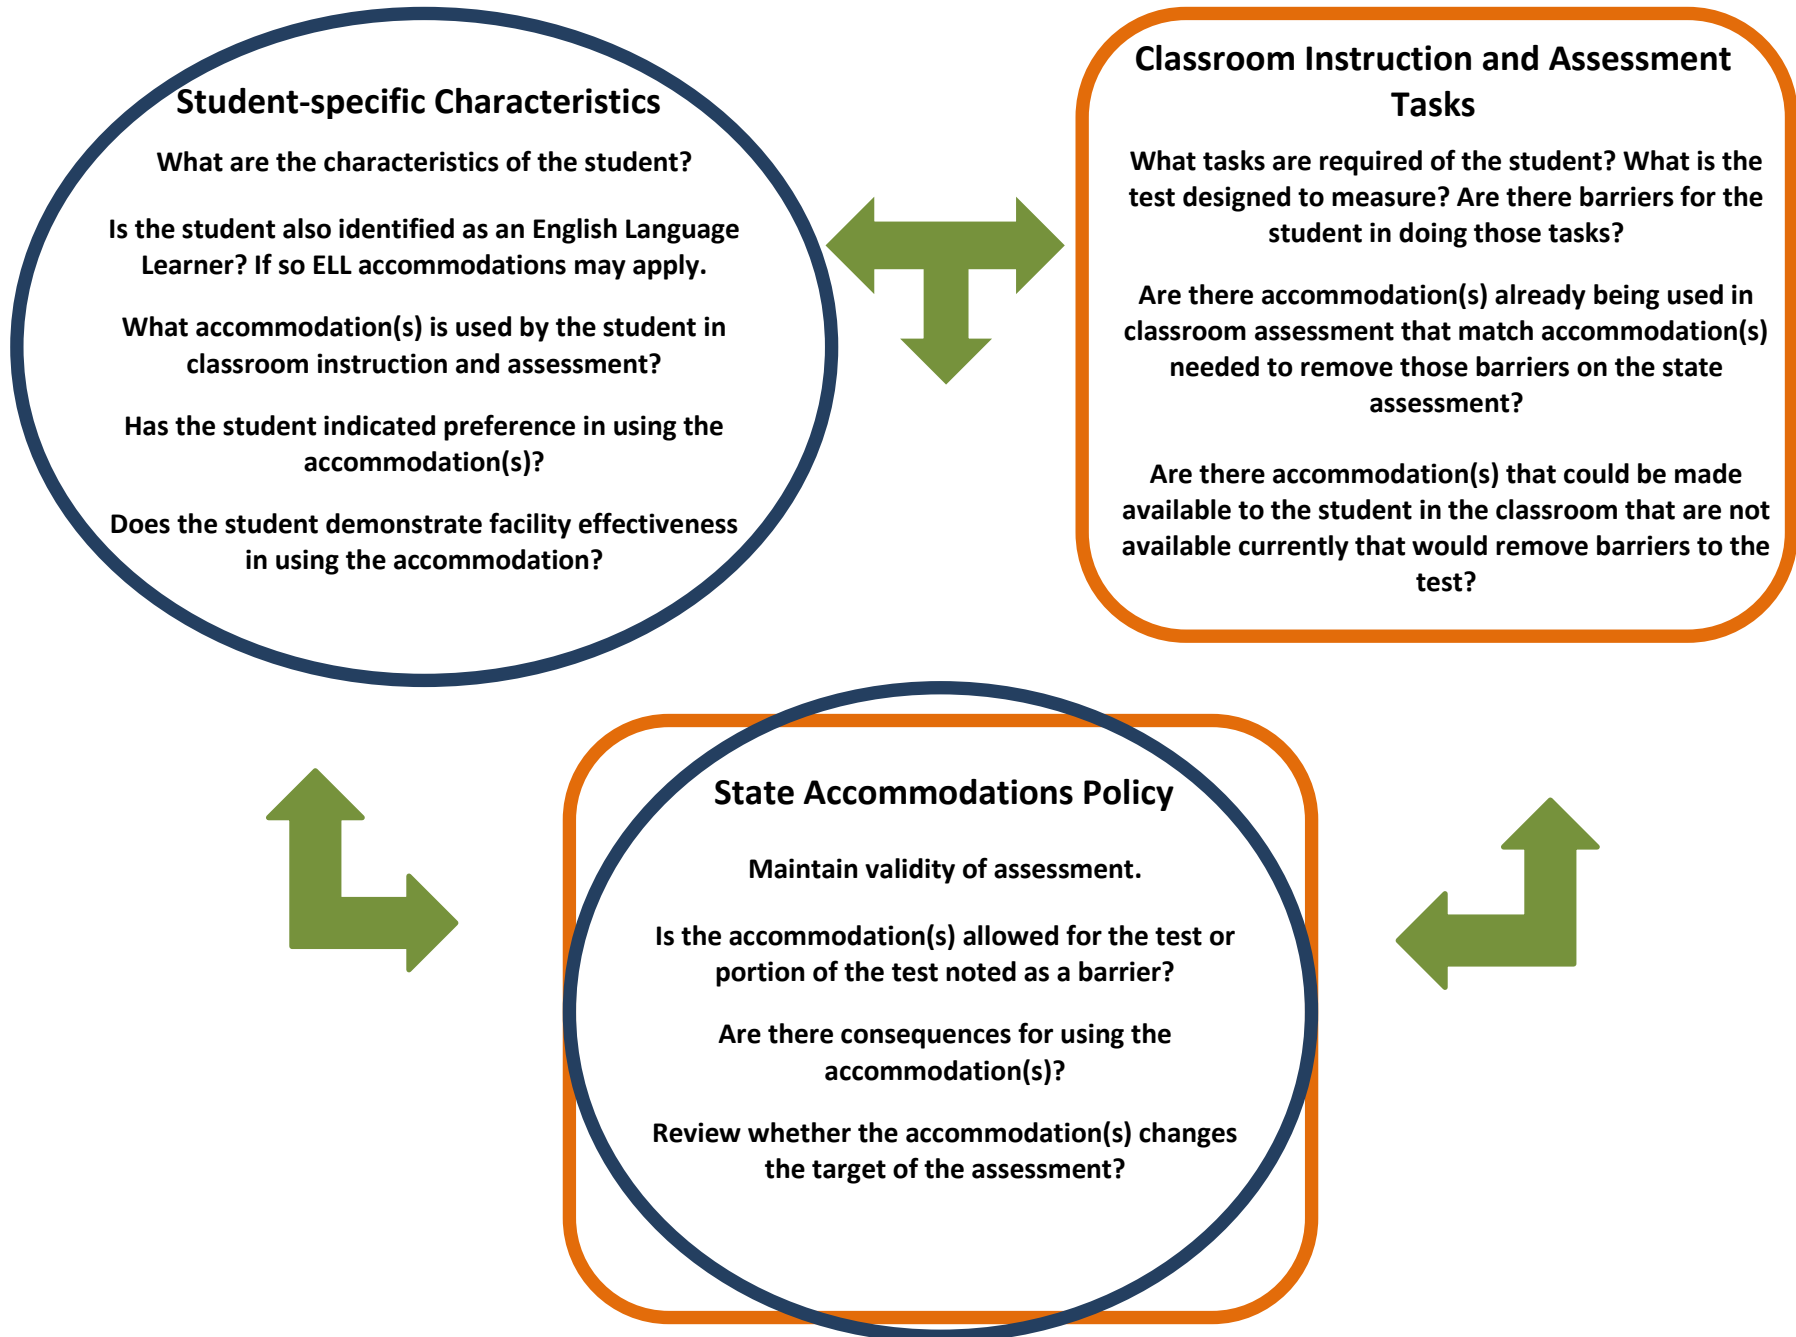 Student-specific Characteristics
What are the characteristics of the student?
Is the student also identified as an English Language
Learner? If so ELL accommodations may apply.
What accommodation(s) is used by the student in
classroom instruction and assessment?
Has the student indicated preference in using the
accommodation(s)?
Does the student demonstrate facility effectiveness
in using the accommodation?
Classroom Instruction and Assessment
Tasks
What tasks are required of the student? What is the
test designed to measure? Are there barriers for the
student in doing those tasks?
Are there accommodation(s) already being used in
classroom assessment that match accommodation(s)
needed to remove those barriers on the state
assessment?
Are there accommodation(s) that could be made
available to the student in the classroom that are not
available currently that would remove barriers to the
test?
State Accommodations Policy
Maintain validity of assessment.
Is the accommodation(s) allowed for the test or
portion of the test noted as a barrier?
Are there consequences for using the
accommodation(s)?
Review whether the accommodation(s) changes
the target of the assessment?